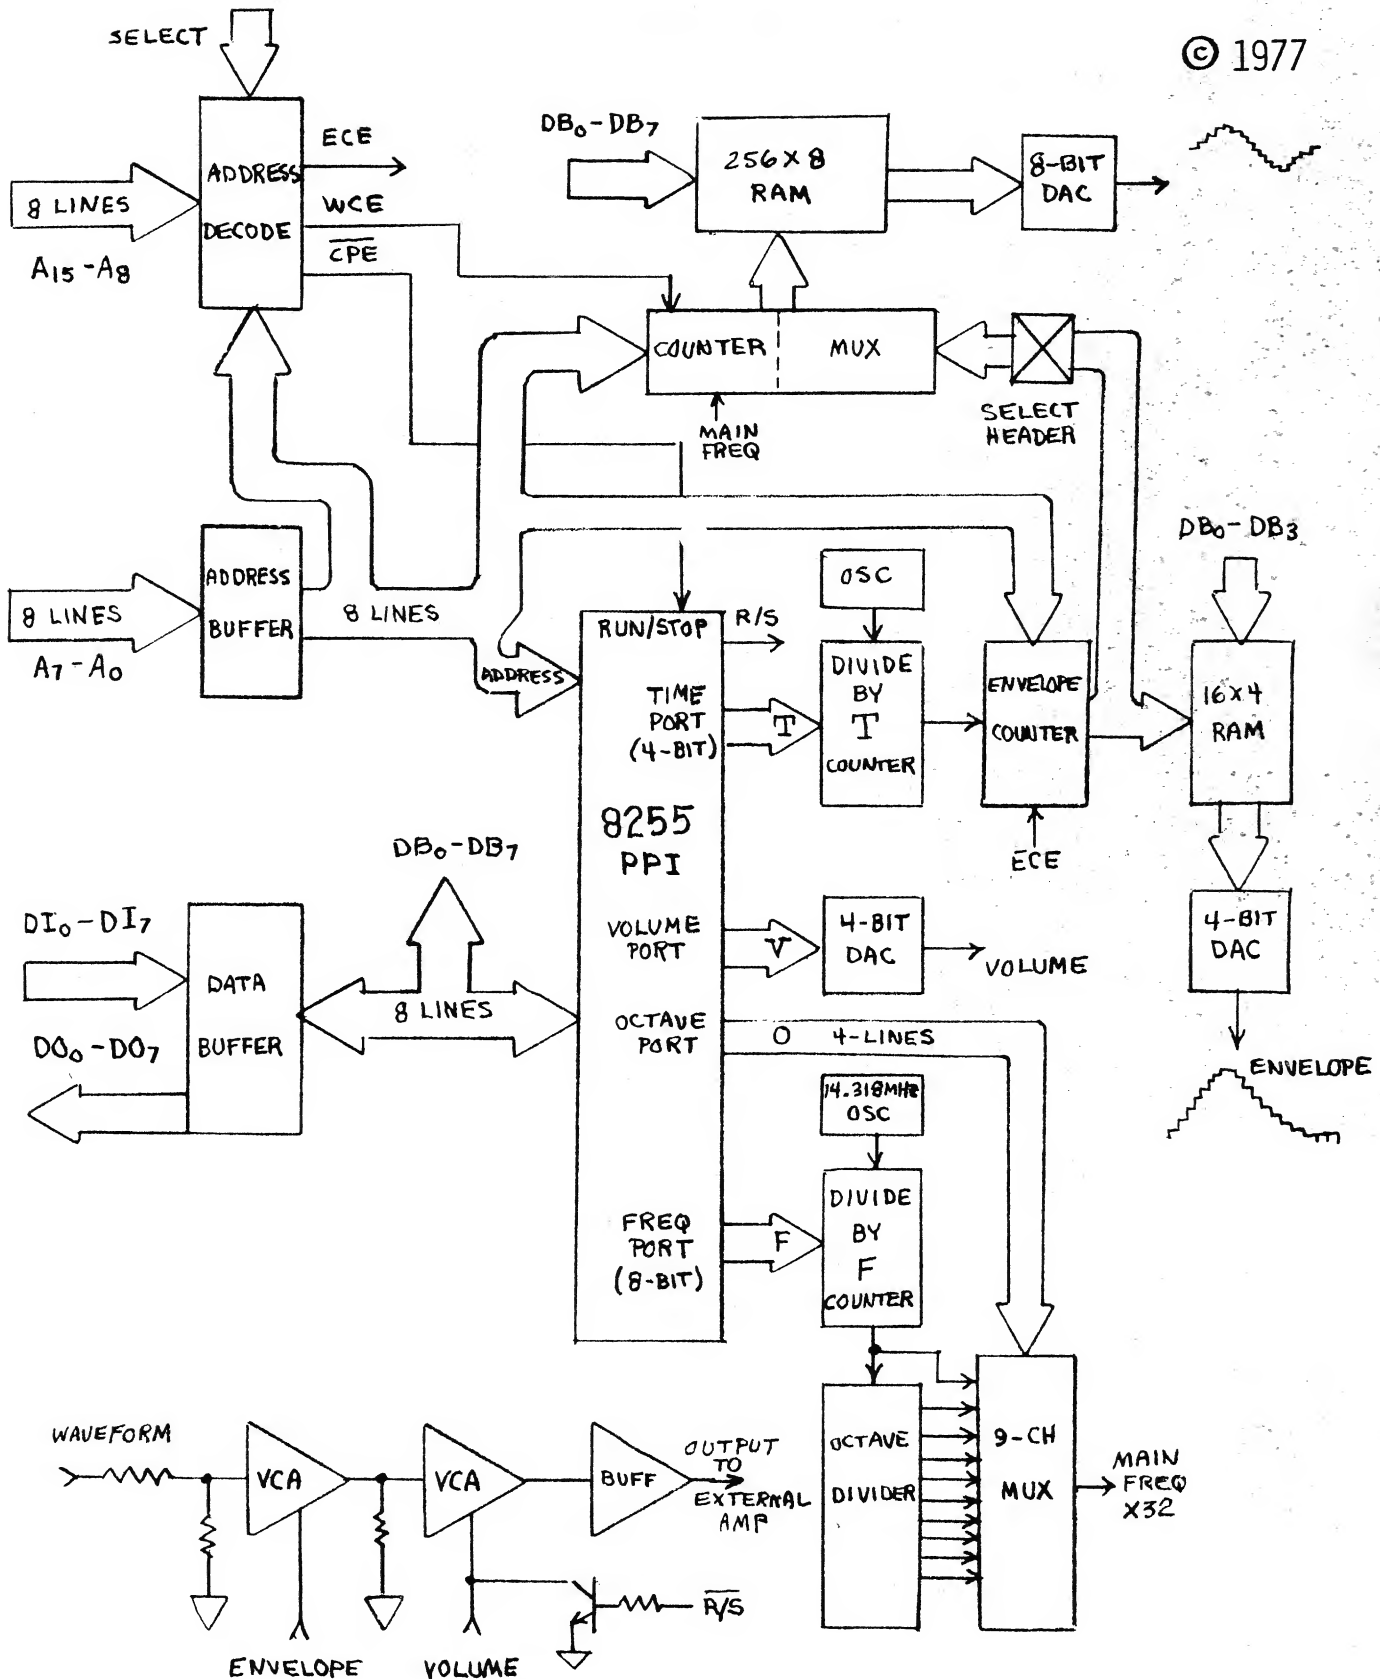 SELECT
© 1977
ADDRESS
DECODE
ECE
WCE
C̅P̅E̅
8 LINES
A₁₅-A₈
DB₀-DB₇
256X8
RAM
8-BIT
DAC
COUNTER
MUX
MAIN
FREQ
SELECT
HEADER
DB₀-DB₃
8 LINES
A₇-A₀
ADDRESS
BUFFER
8 LINES
ADDRESS
RUN/STOP
R/S
TIME
PORT
(4-BIT)
T
OSC
DIVIDE
BY
T
COUNTER
ENVELOPE
COUNTER
ECE
16X4
RAM
8255
PPI
DB₀-DB₇
DI₀-DI₇
DO₀-DO₇
DATA
BUFFER
8 LINES
VOLUME
PORT
V
4-BIT
DAC
VOLUME
4-BIT
DAC
ENVELOPE
OCTAVE
PORT
O 4-LINES
14.318MHz
OSC
FREQ
PORT
(8-BIT)
F
DIVIDE
BY
F
COUNTER
OCTAVE
DIVIDER
9-CH
MUX
MAIN
FREQ
X32
WAVEFORM
VCA
VCA
BUFF
OUTPUT
TO
EXTERNAL
AMP
R̅/̅S̅
ENVELOPE
VOLUME